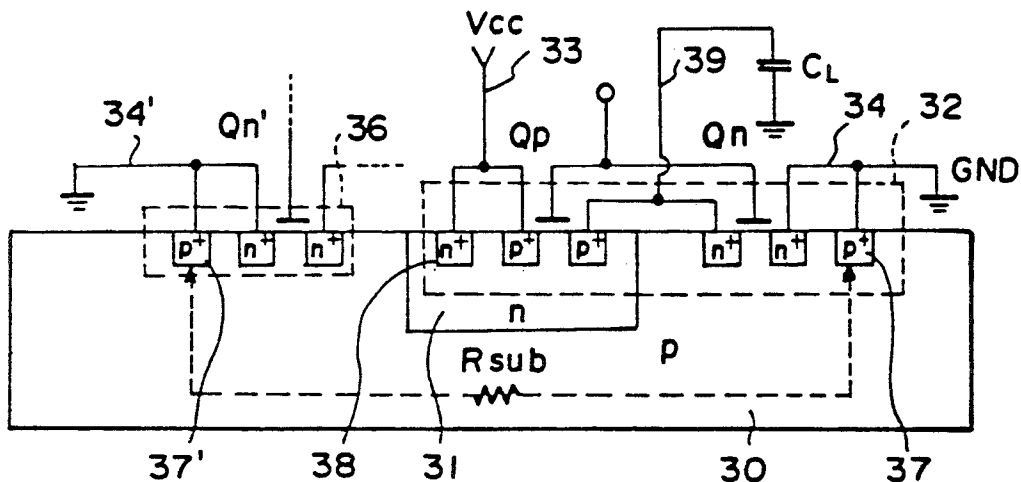 Vcc
33
39
CL
34'
Qn'
36
Qp
Qn
34
32
GND
p+
n+
n+
n+
p+
p+
n+
n+
p+
n
p
Rsub
37'
38
31
30
37